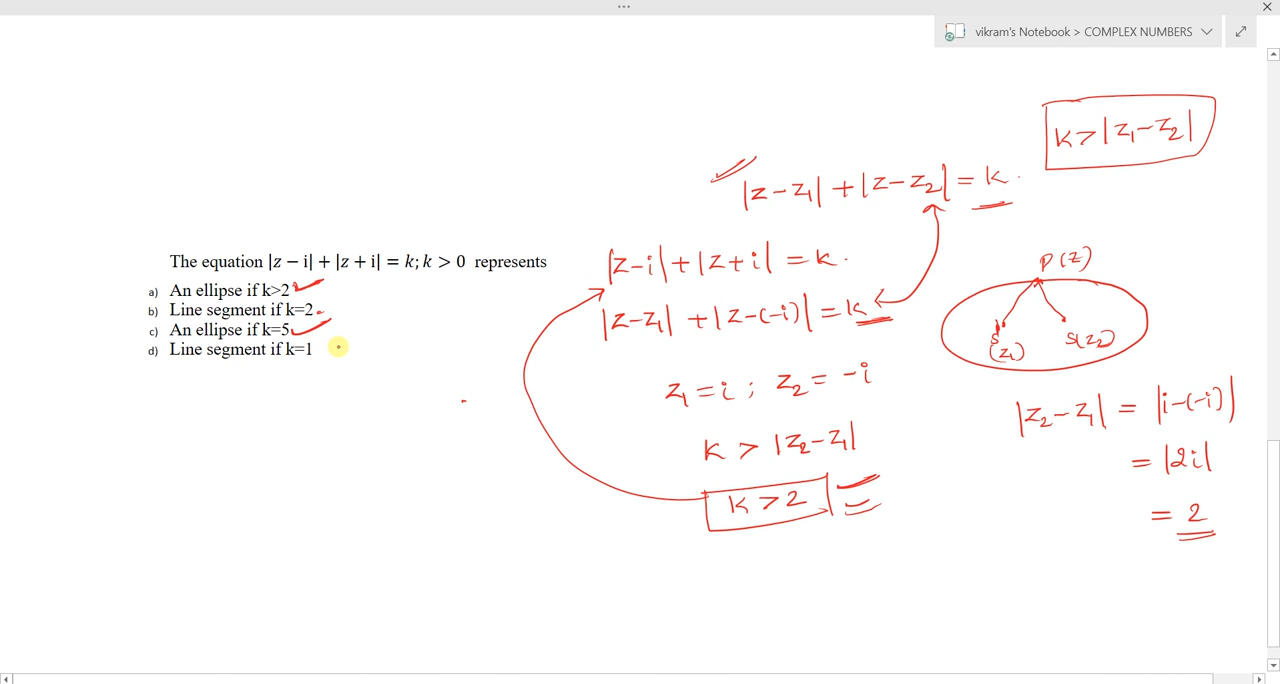 vikram's Notebook > COMPLEX NUMBERS
k > |z₁ - z₂|
|z - z₁| + |z - z₂| = k.
The equation |z − i| + |z + i| = k; k > 0 represents
a) An ellipse if k>2
b) Line segment if k=2
c) An ellipse if k=5
d) Line segment if k=1
|z - i| + |z + i| = k.
|z - z₁| + |z - (-i)| = k
z₁ = i ; z₂ = -i
k > |z₂ - z₁|
k > 2
P(z)
S
(z₁)
S(z₂)
|z₂ - z₁| = |i - (-i)|
= |2i|
= 2